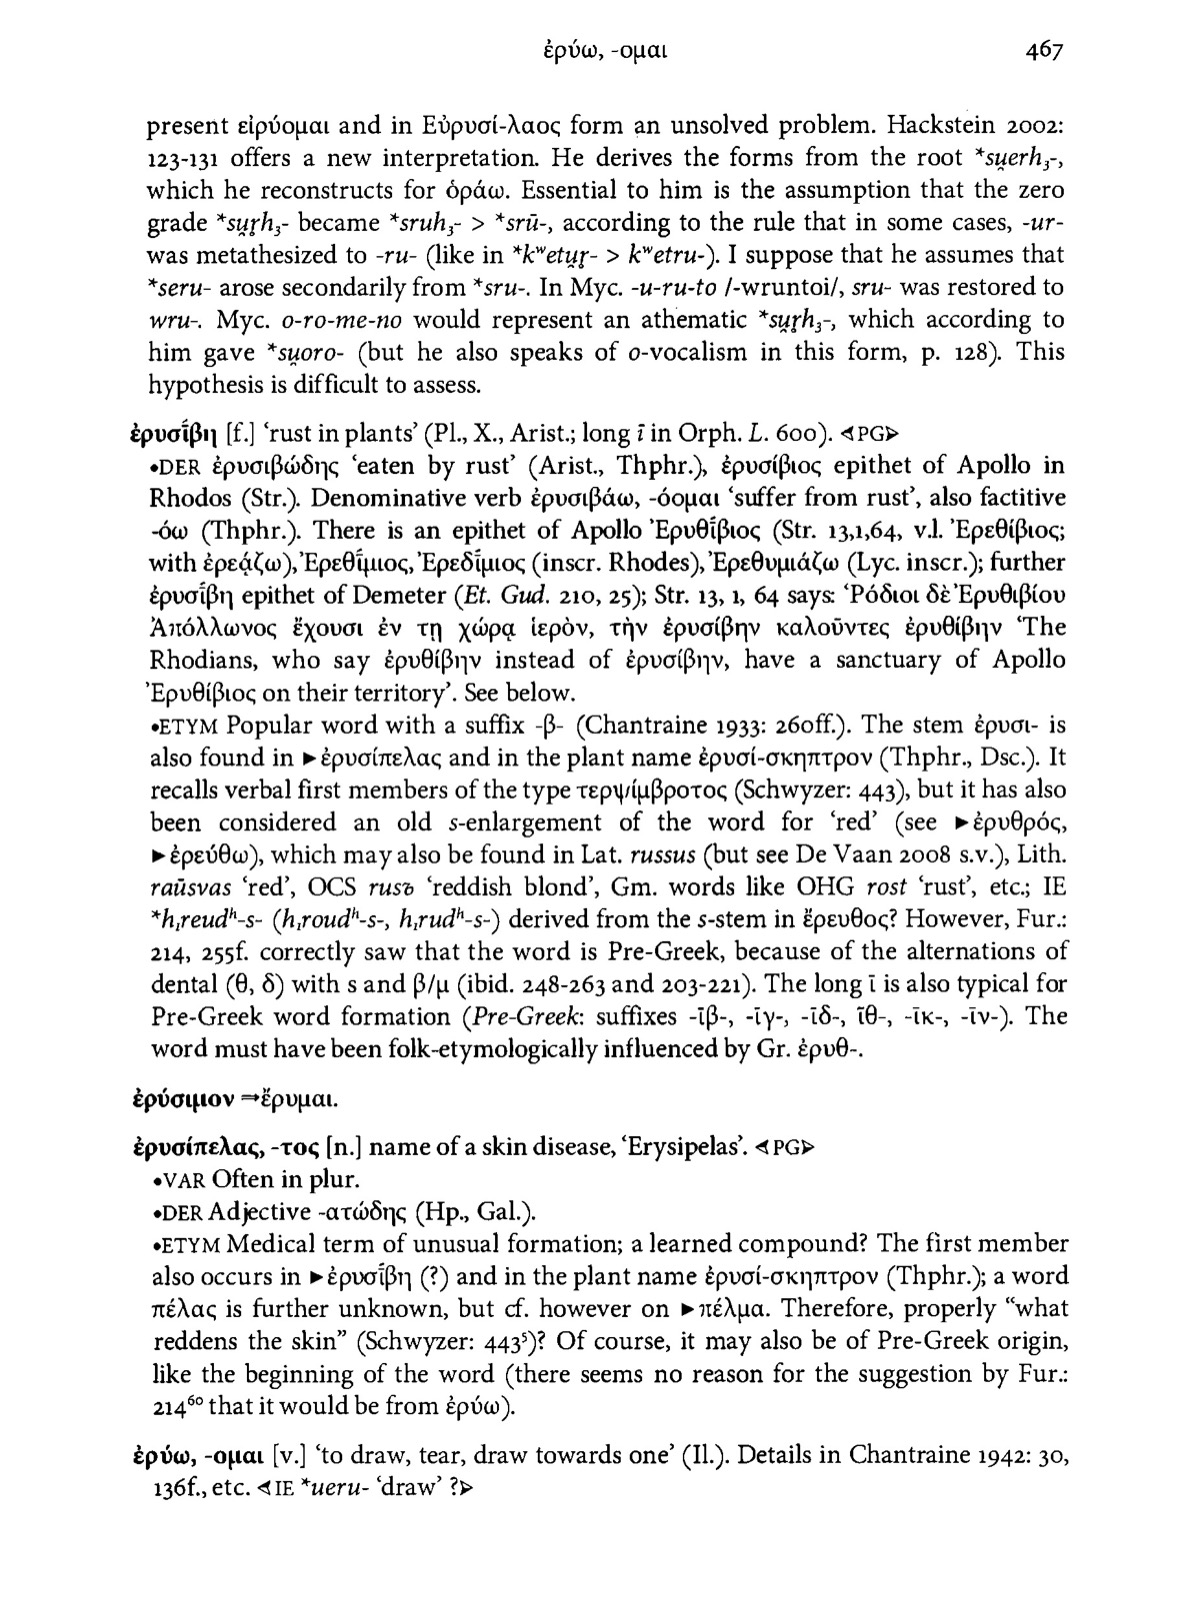 ἐρύω, -ομαι 467
present εἰρύομαι and in Εὐρυσί-λαος form an unsolved problem. Hackstein 2002:
123-131 offers a new interpretation. He derives the forms from the root *su̯erh₃-,
which he reconstructs for ὁράω. Essential to him is the assumption that the zero
grade *su̯r̥h₃- became *sruh₃- > *srū-, according to the rule that in some cases, -ur-
was metathesized to -ru- (like in *kʷetu̯r̥- > kʷetru-). I suppose that he assumes that
*seru- arose secondarily from *sru-. In Myc. -u-ru-to /-wruntoi/, sru- was restored to
wru-. Myc. o-ro-me-no would represent an athematic *su̯r̥h₃-, which according to
him gave *su̯oro- (but he also speaks of o-vocalism in this form, p. 128). This
hypothesis is difficult to assess.
ἐρυσί̄βη [f.] ‘rust in plants’ (Pl., X., Arist.; long ī in Orph. L. 600). ⊲PG⊳
•DER ἐρυσιβώδης ‘eaten by rust’ (Arist., Thphr.), ἐρυσίβιος epithet of Apollo in
Rhodos (Str.). Denominative verb ἐρυσιβάω, -όομαι ‘suffer from rust’, also factitive
-όω (Thphr.). There is an epithet of Apollo Ἐρυθί̄βιος (Str. 13,1,64, v.l. Ἐρεθίβιος;
with ἐρεᾴζω), Ἐρεθί̄μιος, Ἐρεδί̄μιος (inscr. Rhodes), Ἐρεθυμιάζω (Lyc. inscr.); further
ἐρυσί̄βη epithet of Demeter (Et. Gud. 210, 25); Str. 13, 1, 64 says: ‘Ρόδιοι δὲ Ἐρυθιβίου
Ἀπόλλωνος ἔχουσι ἐν τῃ χώρᾳ ἱερὸν, τὴν ἐρυσίβην καλοῦντες ἐρυθίβην ‘The
Rhodians, who say ἐρυθίβην instead of ἐρυσίβην, have a sanctuary of Apollo
Ἐρυθίβιος on their territory’. See below.
•ETYM Popular word with a suffix -β- (Chantraine 1933: 260ff.). The stem ἐρυσι- is
also found in ►ἐρυσίπελας and in the plant name ἐρυσί-σκηπτρον (Thphr., Dsc.). It
recalls verbal first members of the type τερψίμβροτος (Schwyzer: 443), but it has also
been considered an old s-enlargement of the word for ‘red’ (see ►ἐρυθρός,
►ἐρεύθω), which may also be found in Lat. russus (but see De Vaan 2008 s.v.), Lith.
raũsvas ‘red’, OCS rusъ ‘reddish blond’, Gm. words like OHG rost ‘rust’, etc.; IE
*h₁reudʰ-s- (h₁roudʰ-s-, h₁rudʰ-s-) derived from the s-stem in ἔρευθος? However, Fur.:
214, 255f. correctly saw that the word is Pre-Greek, because of the alternations of
dental (θ, δ) with s and β/μ (ibid. 248-263 and 203-221). The long ī is also typical for
Pre-Greek word formation (Pre-Greek: suffixes -ῑβ-, -ῑγ-, -ῑδ-, ῑθ-, -ῑκ-, -ῑν-). The
word must have been folk-etymologically influenced by Gr. ἐρυθ-.
ἐρύσιμον ⇒ἔρυμαι.
ἐρυσίπελας, -τος [n.] name of a skin disease, ‘Erysipelas’. ⊲PG⊳
•VAR Often in plur.
•DER Adjective -ατώδης (Hp., Gal.).
•ETYM Medical term of unusual formation; a learned compound? The first member
also occurs in ►ἐρυσί̄βη (?) and in the plant name ἐρυσί-σκηπτρον (Thphr.); a word
πέλας is further unknown, but cf. however on ►πέλμα. Therefore, properly “what
reddens the skin” (Schwyzer: 443⁵)? Of course, it may also be of Pre-Greek origin,
like the beginning of the word (there seems no reason for the suggestion by Fur.:
214⁶⁰ that it would be from ἐρύω).
ἐρύω, -ομαι [v.] ‘to draw, tear, draw towards one’ (Il.). Details in Chantraine 1942: 30,
136f., etc. ⊲IE *ueru- ‘draw’ ?⊳